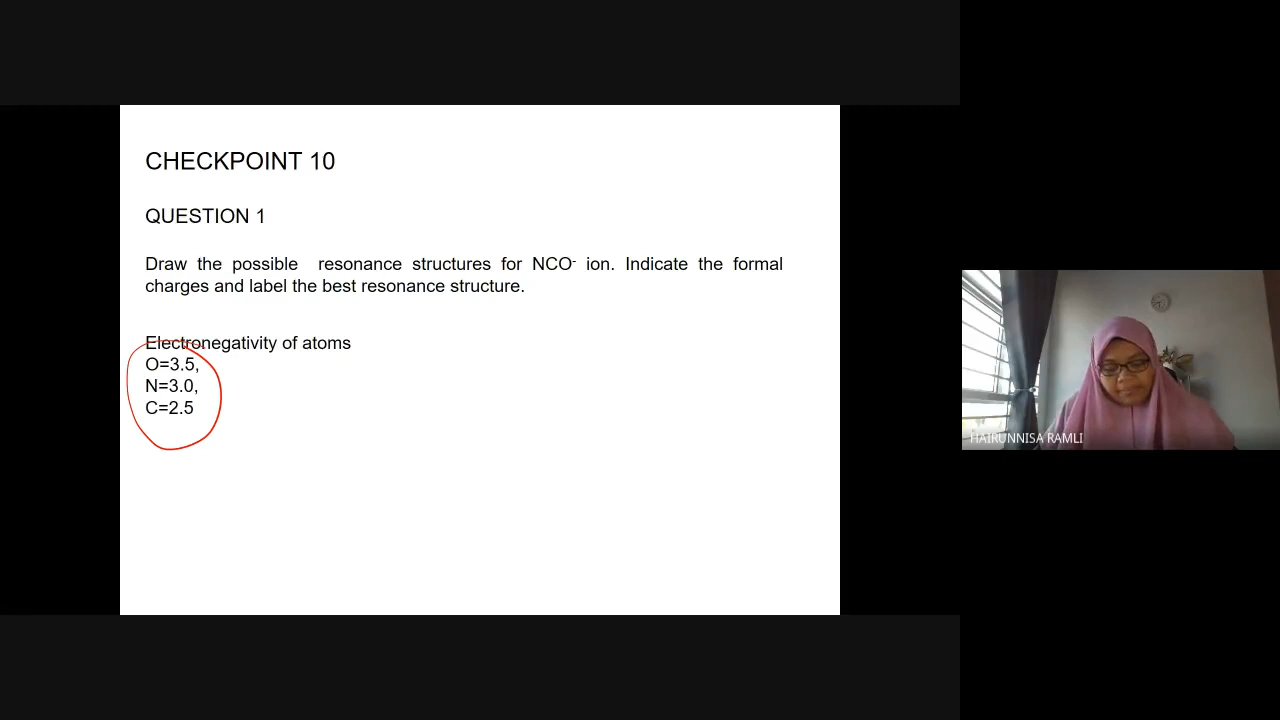 CHECKPOINT 10
QUESTION 1
Draw the possible resonance structures for NCO⁻ ion. Indicate the formal
charges and label the best resonance structure.
Electronegativity of atoms
O=3.5,
N=3.0,
C=2.5
HAIRUNNISA RAMLI